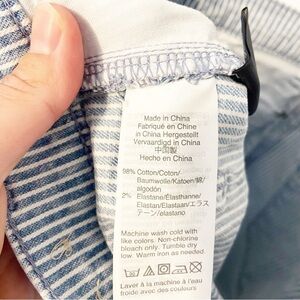 Made in China
Fabriqué en Chine
In China Hergestellt
Vervaardigd in China
中国製
Hecho en China
98% Cotton/Coton/
Baumwolle/Katoen/綿/
algodón
2% Elastane/Elasthanne/
Elastan/Elastaan/エラス
テーン/elastano
Machine wash cold with
like colors. Non-chlorine
bleach only. Tumble dry
low. Warm iron as needed.
Laver à la machine à l'eau
froide avec des couleurs